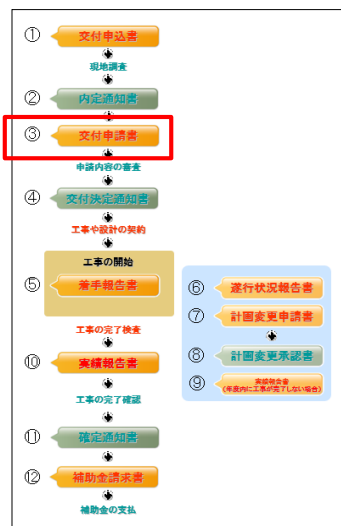 ① 交付申込書
現地調査
② 内定通知書
③ 交付申請書
申請内容の審査
④ 交付決定通知書
工事や設計の契約
工事の開始
⑤ 着手報告書
⑥ 遂行状況報告書
⑦ 計画変更申請書
⑧ 計画変更承認書
⑨ 実績報告書
(年度内に工事が完了しない場合)
工事の完了検査
⑩ 実績報告書
工事の完了確認
⑪ 確定通知書
⑫ 補助金請求書
補助金の支払